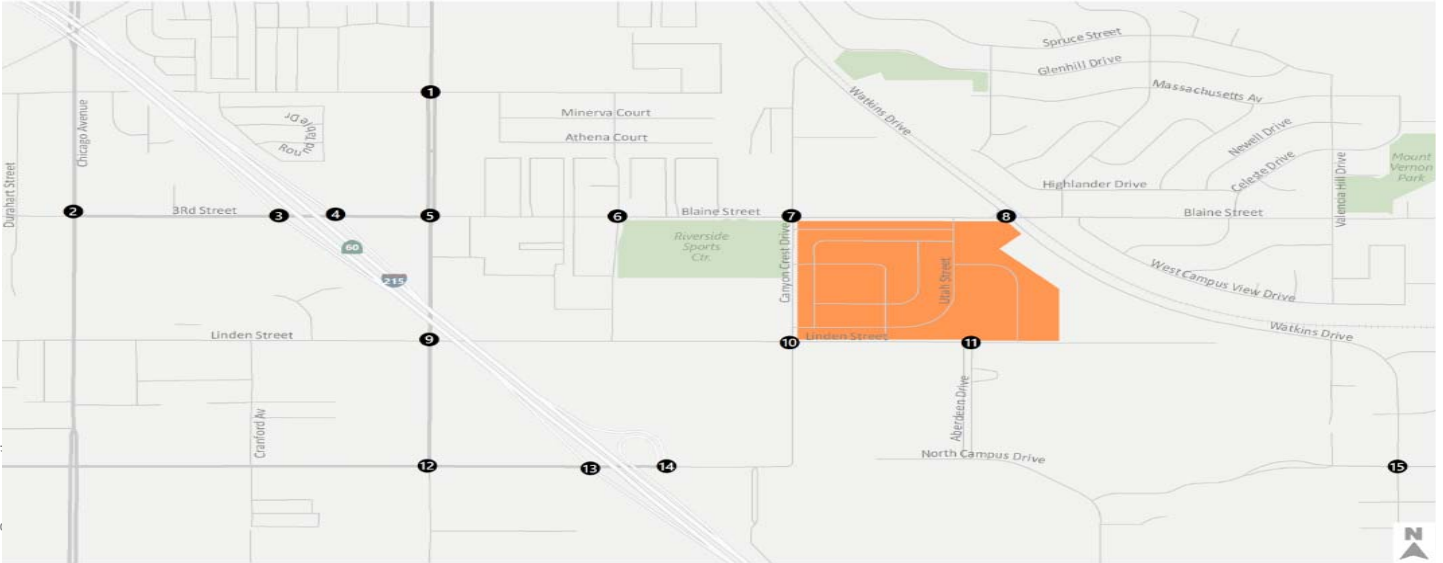 Spruce Street
Glenhill Drive
Massachusetts Av
Watkins Drive
1
Minerva Court
Athena Court
Round Table Dr
Chicago Avenue
Newell Drive
Celeste Drive
Mount
Vernon
Park
Durahart Street
Valencia Hill Drive
Highlander Drive
2
3Rd Street
3
4
5
6
Blaine Street
7
8
Blaine Street
Riverside
Sports
Ctr.
60
215
Canyon Crest Drive
Utah Street
West Campus View Drive
Watkins Drive
Linden Street
9
10
Linden Street
11
Cranford Av
Aberdeen Drive
North Campus Drive
12
13
14
15
N